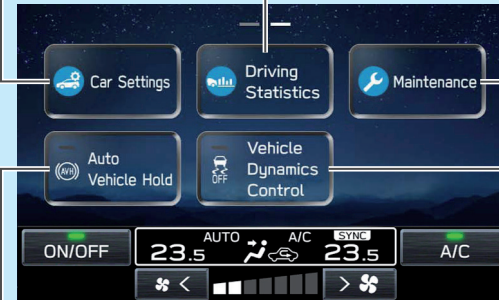 Car Settings
Driving
Statistics
Maintenance
(AVH)
Auto
Vehicle Hold
OFF
Vehicle
Dynamics
Control
ON/OFF
AUTO
A/C
SYNC
23.5
23.5
A/C
<
>